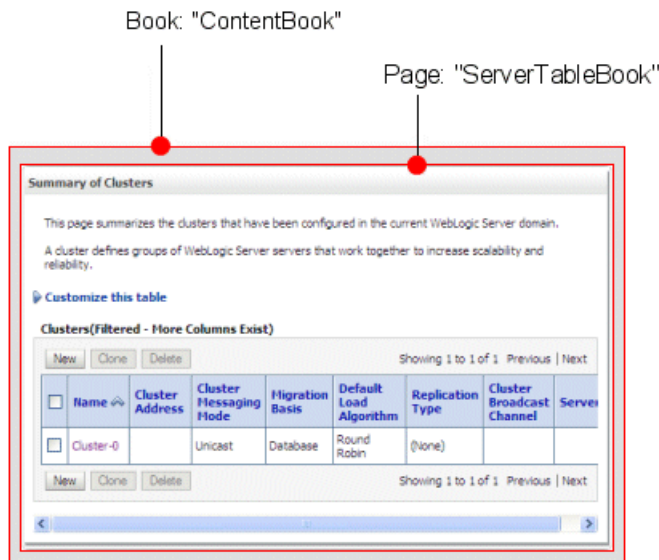 Book: "ContentBook"
Page: "ServerTableBook"
Summary of Clusters
This page summarizes the clusters that have been configured in the current WebLogic Server domain.
A cluster defines groups of WebLogic Server servers that work together to increase scalability and
reliability.
Customize this table
Clusters(Filtered - More Columns Exist)
New Clone Delete Showing 1 to 1 of 1 Previous | Next
Name Cluster Address Cluster Messaging Mode Migration Basis Default Load Algorithm Replication Type Cluster Broadcast Channel Server
Cluster-0 Unicast Database Round Robin (None)
New Clone Delete Showing 1 to 1 of 1 Previous | Next